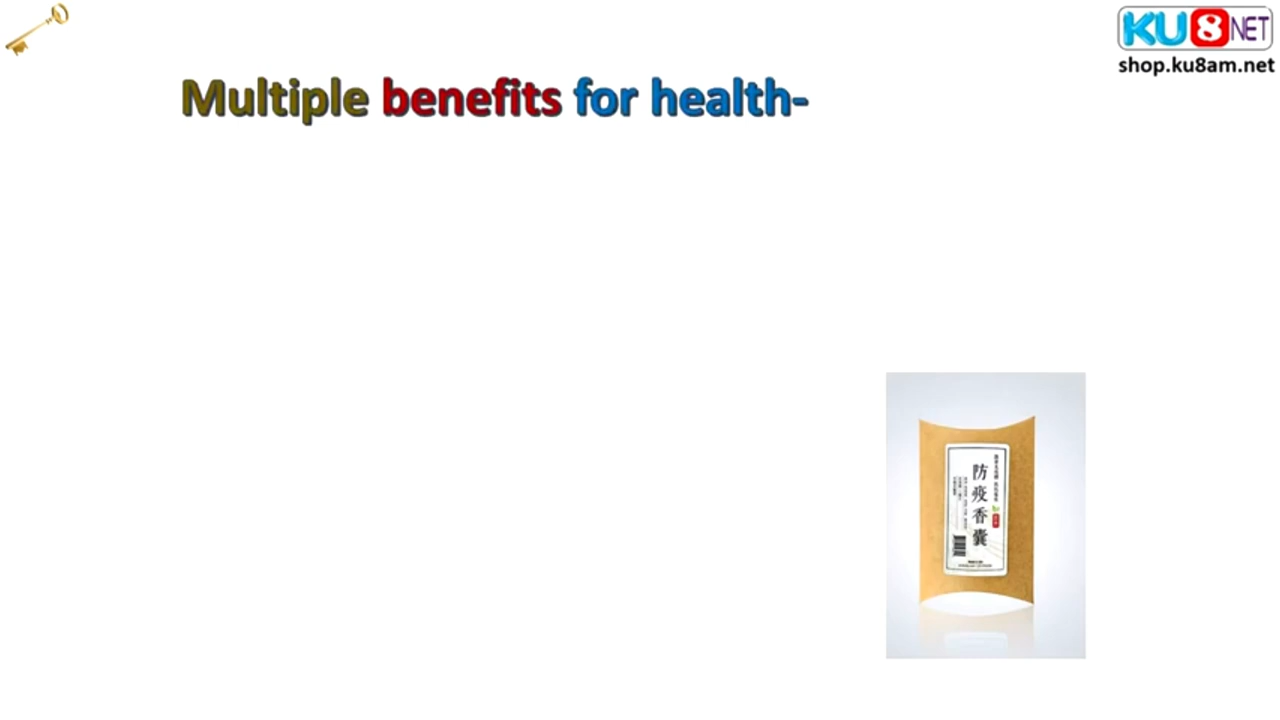 KU8NET
shop.ku8am.net
Multiple benefits for health-
防疫香囊